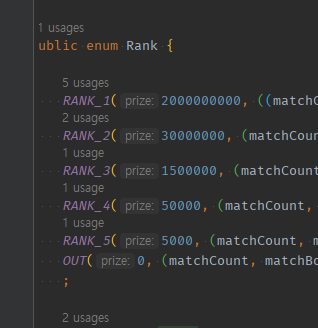 1 usages
ublic enum Rank {
5 usages
RANK_1( prize: 2000000000, ((matchC
2 usages
RANK_2( prize: 30000000, (matchCoun
1 usage
RANK_3( prize: 1500000, (matchCount
1 usage
RANK_4( prize: 50000, (matchCount,
1 usage
RANK_5( prize: 5000, (matchCount, m
OUT( prize: 0, (matchCount, matchBo
;
2 usages